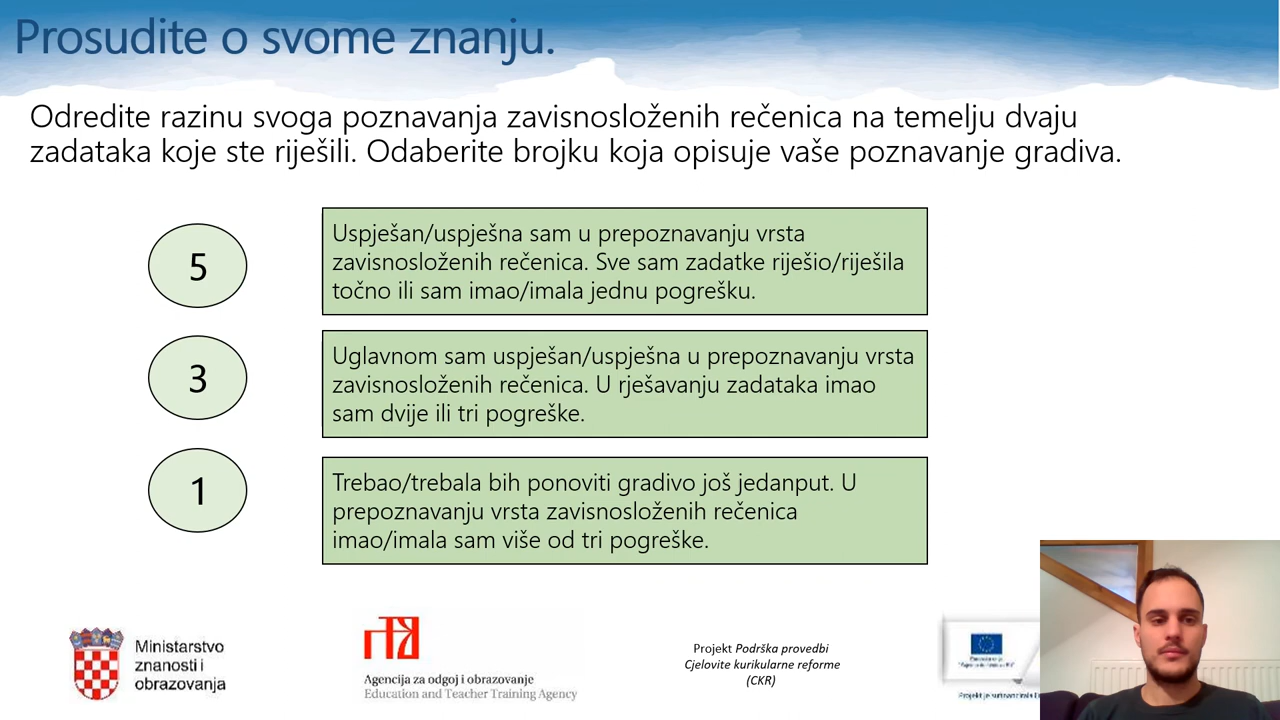 Prosudite o svome znanju.
Odredite razinu svoga poznavanja zavisnosloženih rečenica na temelju dvaju
zadataka koje ste riješili. Odaberite brojku koja opisuje vaše poznavanje gradiva.
5
Uspješan/uspješna sam u prepoznavanju vrsta
zavisnosloženih rečenica. Sve sam zadatke riješio/riješila
točno ili sam imao/imala jednu pogrešku.
3
Uglavnom sam uspješan/uspješna u prepoznavanju vrsta
zavisnosloženih rečenica. U rješavanju zadataka imao
sam dvije ili tri pogreške.
1
Trebao/trebala bih ponoviti gradivo još jedanput. U
prepoznavanju vrsta zavisnosloženih rečenica
imao/imala sam više od tri pogreške.
Ministarstvo
znanosti i
obrazovanja
Agencija za odgoj i obrazovanje
Education and Teacher Training Agency
Projekt Podrška provedbi
Cjelovite kurikularne reforme
(CKR)
Projekt je sufinancirala